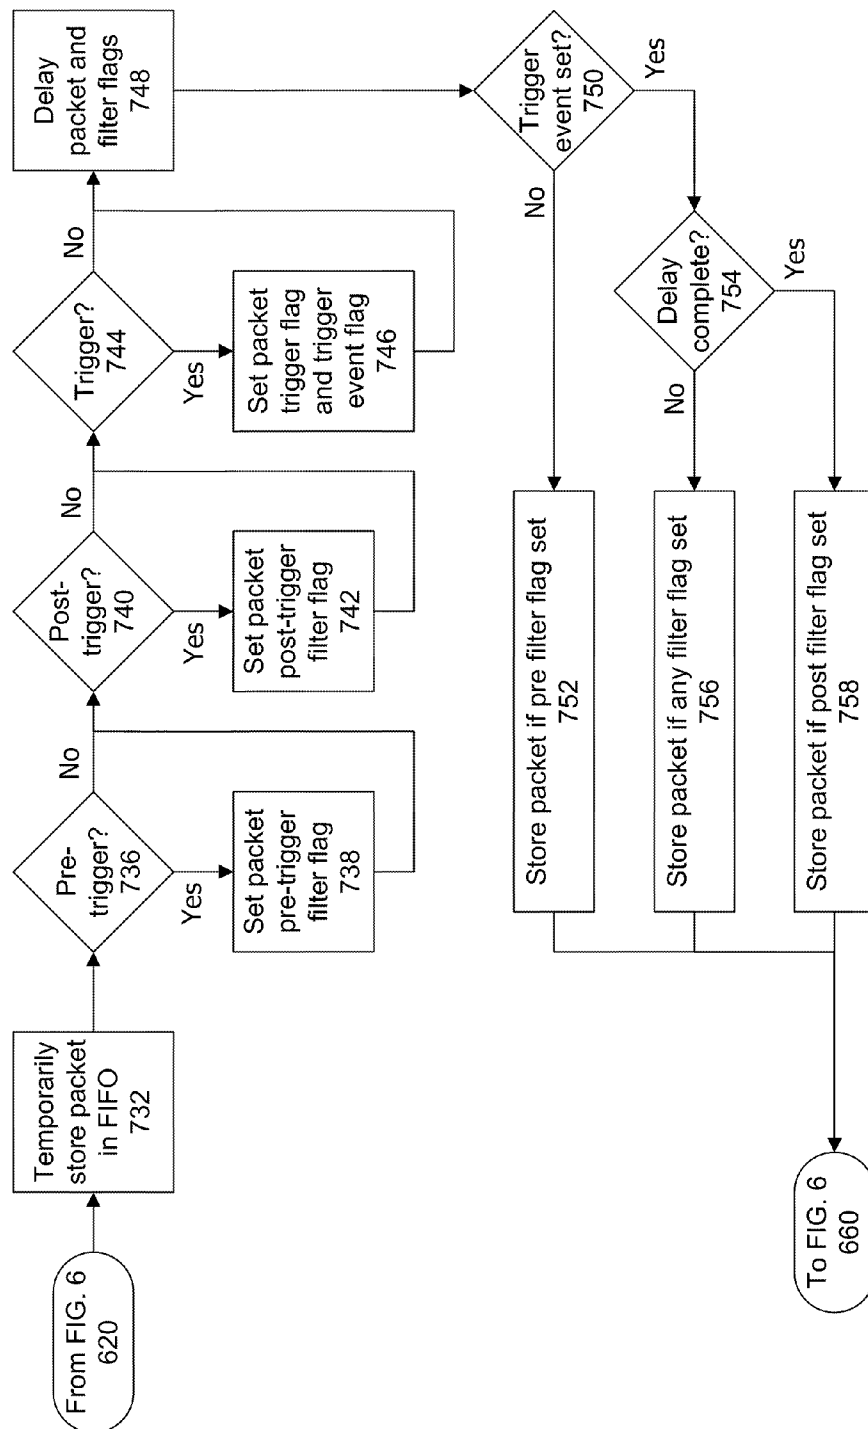 From FIG. 6
620
Temporarily
store packet
in FIFO
732
Pre-
trigger?
736
No
Yes
Set packet
pre-trigger
filter flag
738
Post-
trigger?
740
No
Yes
Set packet
post-trigger
filter flag
742
Trigger?
744
No
Yes
Set packet
trigger flag
and trigger
event flag
746
Delay
packet and
filter flags
748
Trigger
event set?
750
No
Yes
Store packet if pre filter flag set
752
Delay
complete?
754
No
Yes
Store packet if any filter flag set
756
Store packet if post filter flag set
758
To FIG. 6
660